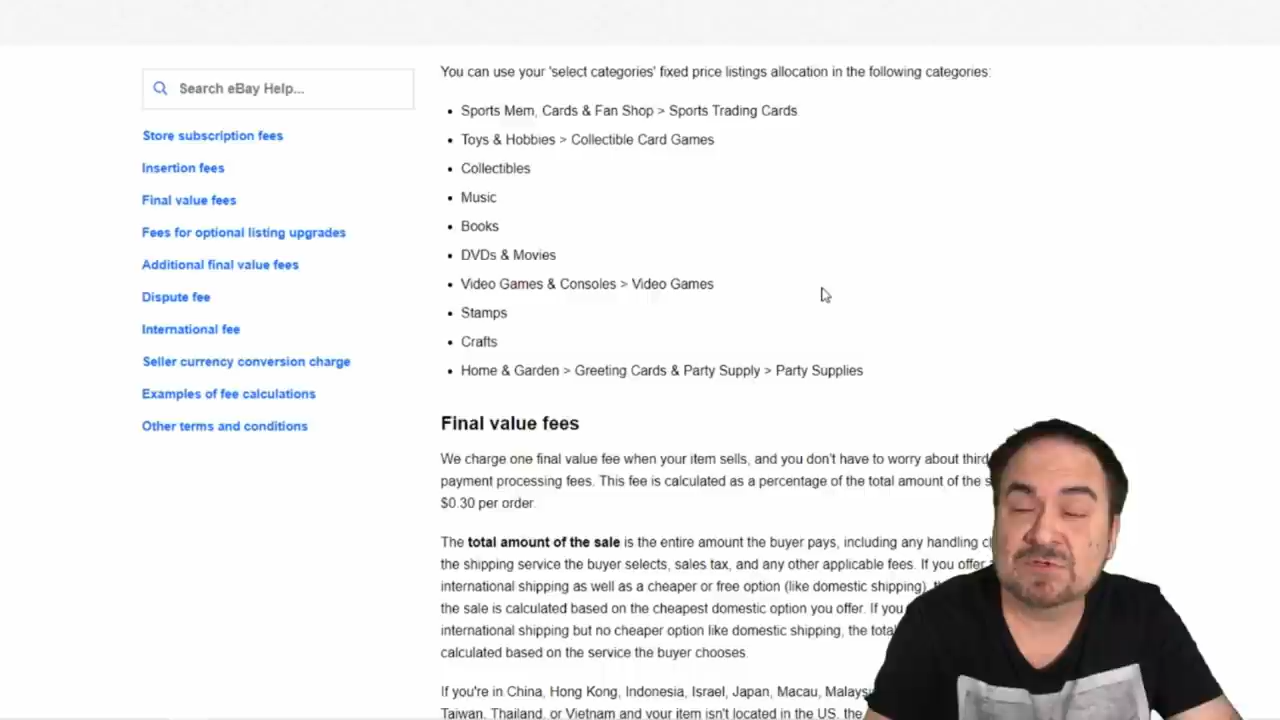 Search eBay Help...
Store subscription fees
Insertion fees
Final value fees
Fees for optional listing upgrades
Additional final value fees
Dispute fee
International fee
Seller currency conversion charge
Examples of fee calculations
Other terms and conditions
You can use your 'select categories' fixed price listings allocation in the following categories:
• Sports Mem, Cards & Fan Shop > Sports Trading Cards
• Toys & Hobbies > Collectible Card Games
• Collectibles
• Music
• Books
• DVDs & Movies
• Video Games & Consoles > Video Games
• Stamps
• Crafts
• Home & Garden > Greeting Cards & Party Supply > Party Supplies
Final value fees
We charge one final value fee when your item sells, and you don't have to worry about third
payment processing fees. This fee is calculated as a percentage of the total amount of the s
$0.30 per order.
The total amount of the sale is the entire amount the buyer pays, including any handling c
the shipping service the buyer selects, sales tax, and any other applicable fees. If you offer
international shipping as well as a cheaper or free option (like domestic shipping),
the sale is calculated based on the cheapest domestic option you offer. If you
international shipping but no cheaper option like domestic shipping, the total
calculated based on the service the buyer chooses.
If you're in China, Hong Kong, Indonesia, Israel, Japan, Macau, Malays
Taiwan, Thailand, or Vietnam and your item isn't located in the US, the